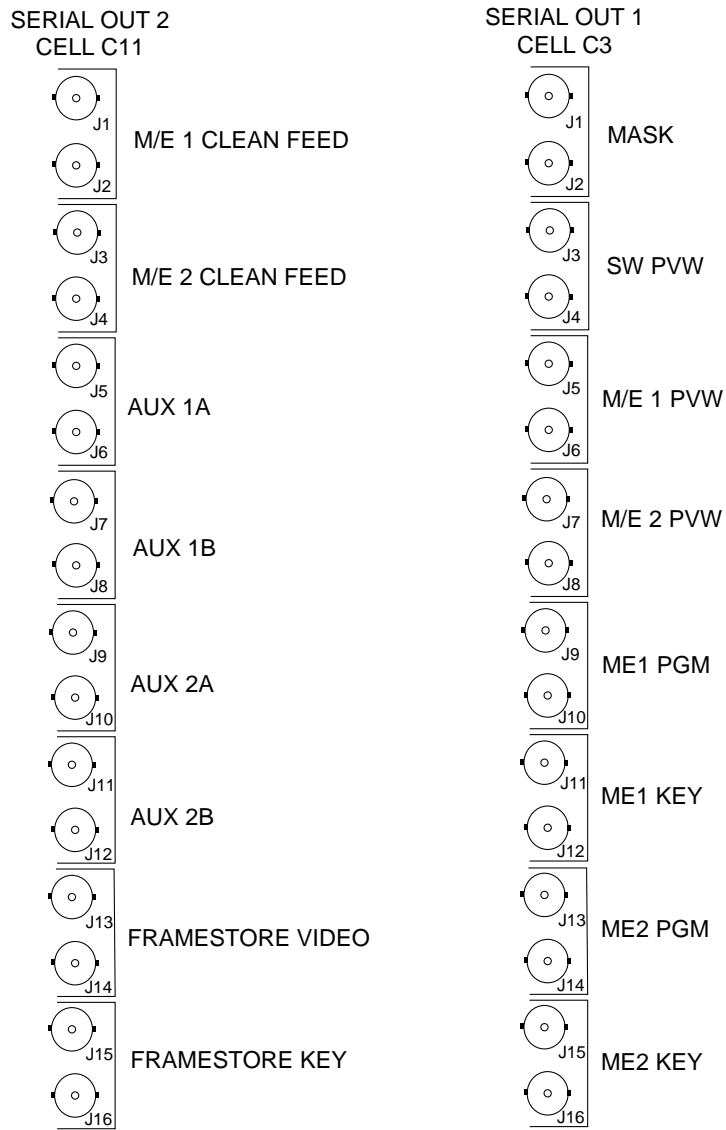 SERIAL OUT 2
CELL C11
J1
M/E 1 CLEAN FEED
J2
J3
M/E 2 CLEAN FEED
J4
J5
AUX 1A
J6
J7
AUX 1B
J8
J9
AUX 2A
J10
J11
AUX 2B
J12
J13
FRAMESTORE VIDEO
J14
J15
FRAMESTORE KEY
J16
SERIAL OUT 1
CELL C3
J1
MASK
J2
J3
SW PVW
J4
J5
M/E 1 PVW
J6
J7
M/E 2 PVW
J8
J9
ME1 PGM
J10
J11
ME1 KEY
J12
J13
ME2 PGM
J14
J15
ME2 KEY
J16